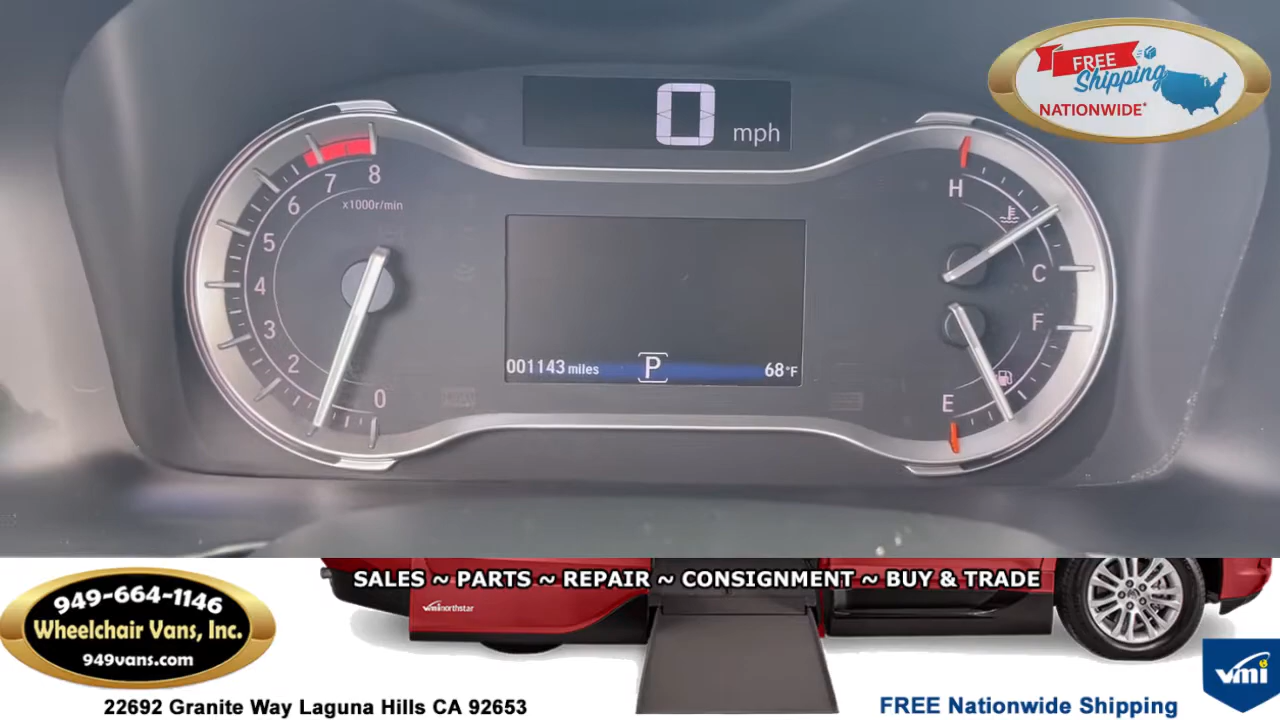 FREE
Shipping
NATIONWIDE*
0 mph
8
7
6
x1000r/min
5
4
3
2
0
H
C
F
E
001143 miles P 68°F
SALES ~ PARTS ~ REPAIR ~ CONSIGNMENT ~ BUY & TRADE
949-664-1146
Wheelchair Vans, Inc.
949vans.com
vmi northstar
vmi
22692 Granite Way Laguna Hills CA 92653
FREE Nationwide Shipping